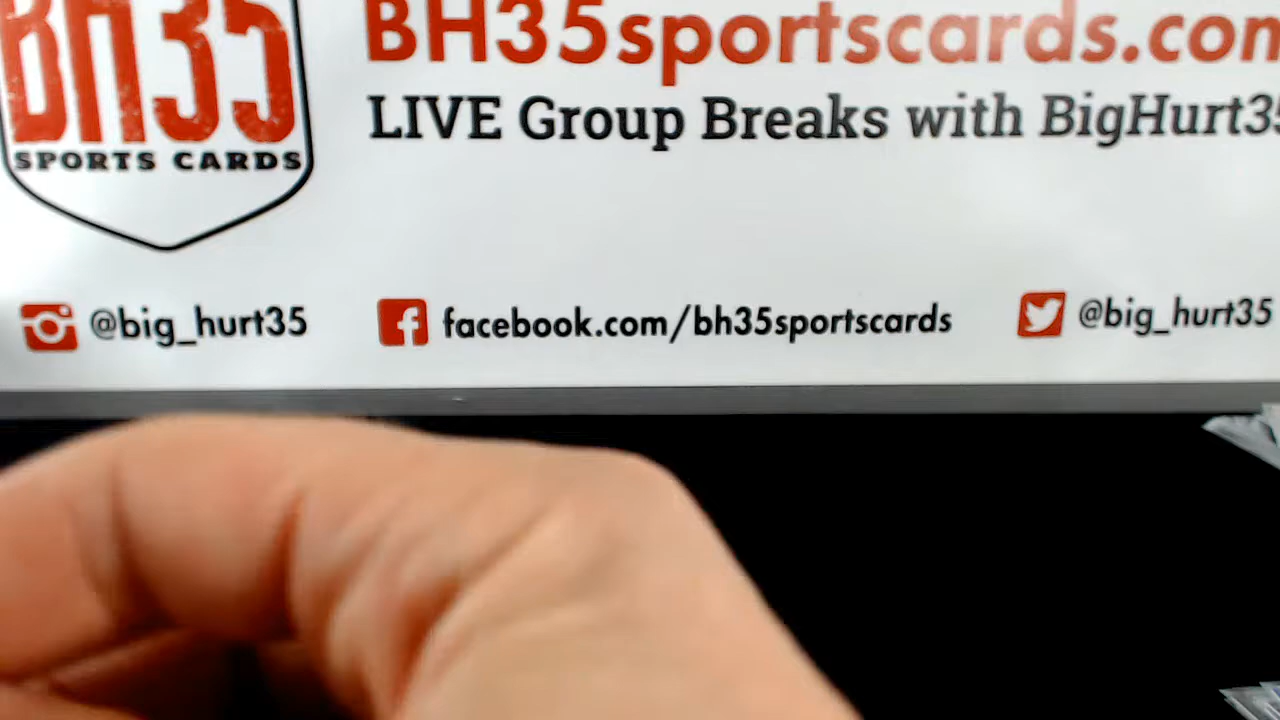 BH35
SPORTS CARDS
BH35sportscards.com
LIVE Group Breaks with BigHurt35
@big_hurt35
facebook.com/bh35sportscards
@big_hurt35